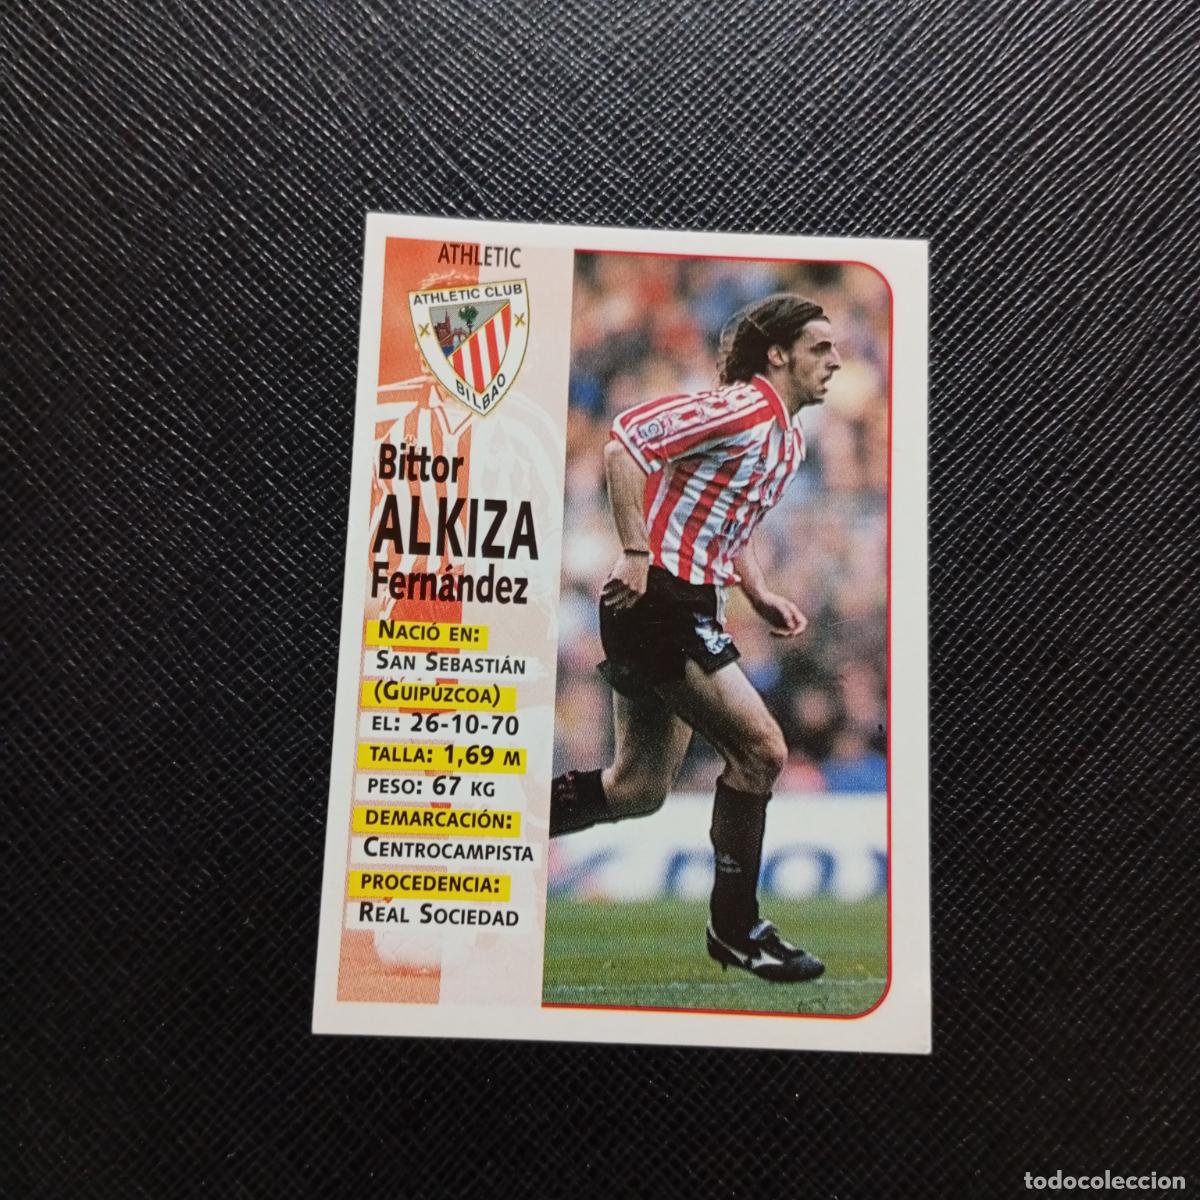 ATHLETIC
ATHLETIC CLUB
BILBAO
Bittor
ALKIZA
Fernández
NACIÓ EN:
SAN SEBASTIÁN
(GUIPÚZCOA)
EL: 26-10-70
TALLA: 1,69 M
PESO: 67 KG
DEMARCACIÓN:
CENTROCAMPISTA
PROCEDENCIA:
REAL SOCIEDAD
todocoleccion